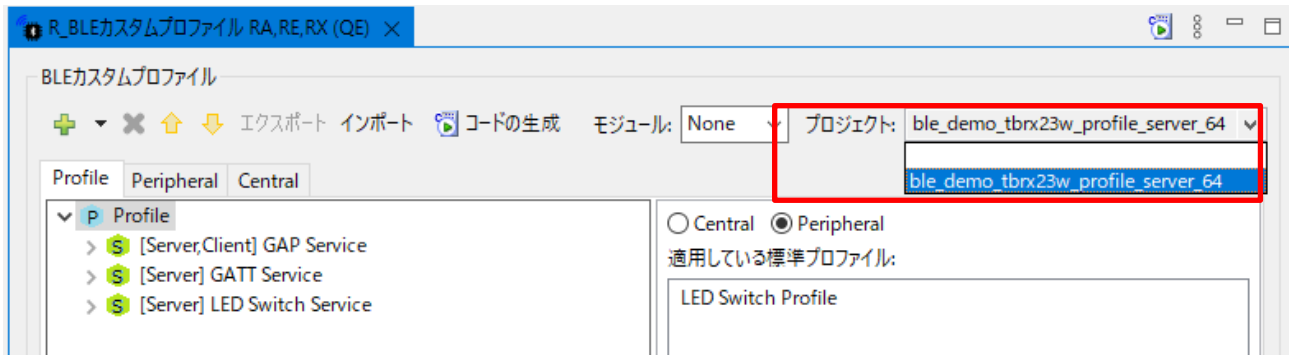 R_BLEカスタムプロファイル RA,RE,RX (QE)
BLEカスタムプロファイル
エクスポート インポート コードの生成 モジュール: None プロジェクト: ble_demo_tbrx23w_profile_server_64
ble_demo_tbrx23w_profile_server_64
Profile Peripheral Central
P Profile
Central Peripheral
S [Server,Client] GAP Service
適用している標準プロファイル:
S [Server] GATT Service
S [Server] LED Switch Service
LED Switch Profile